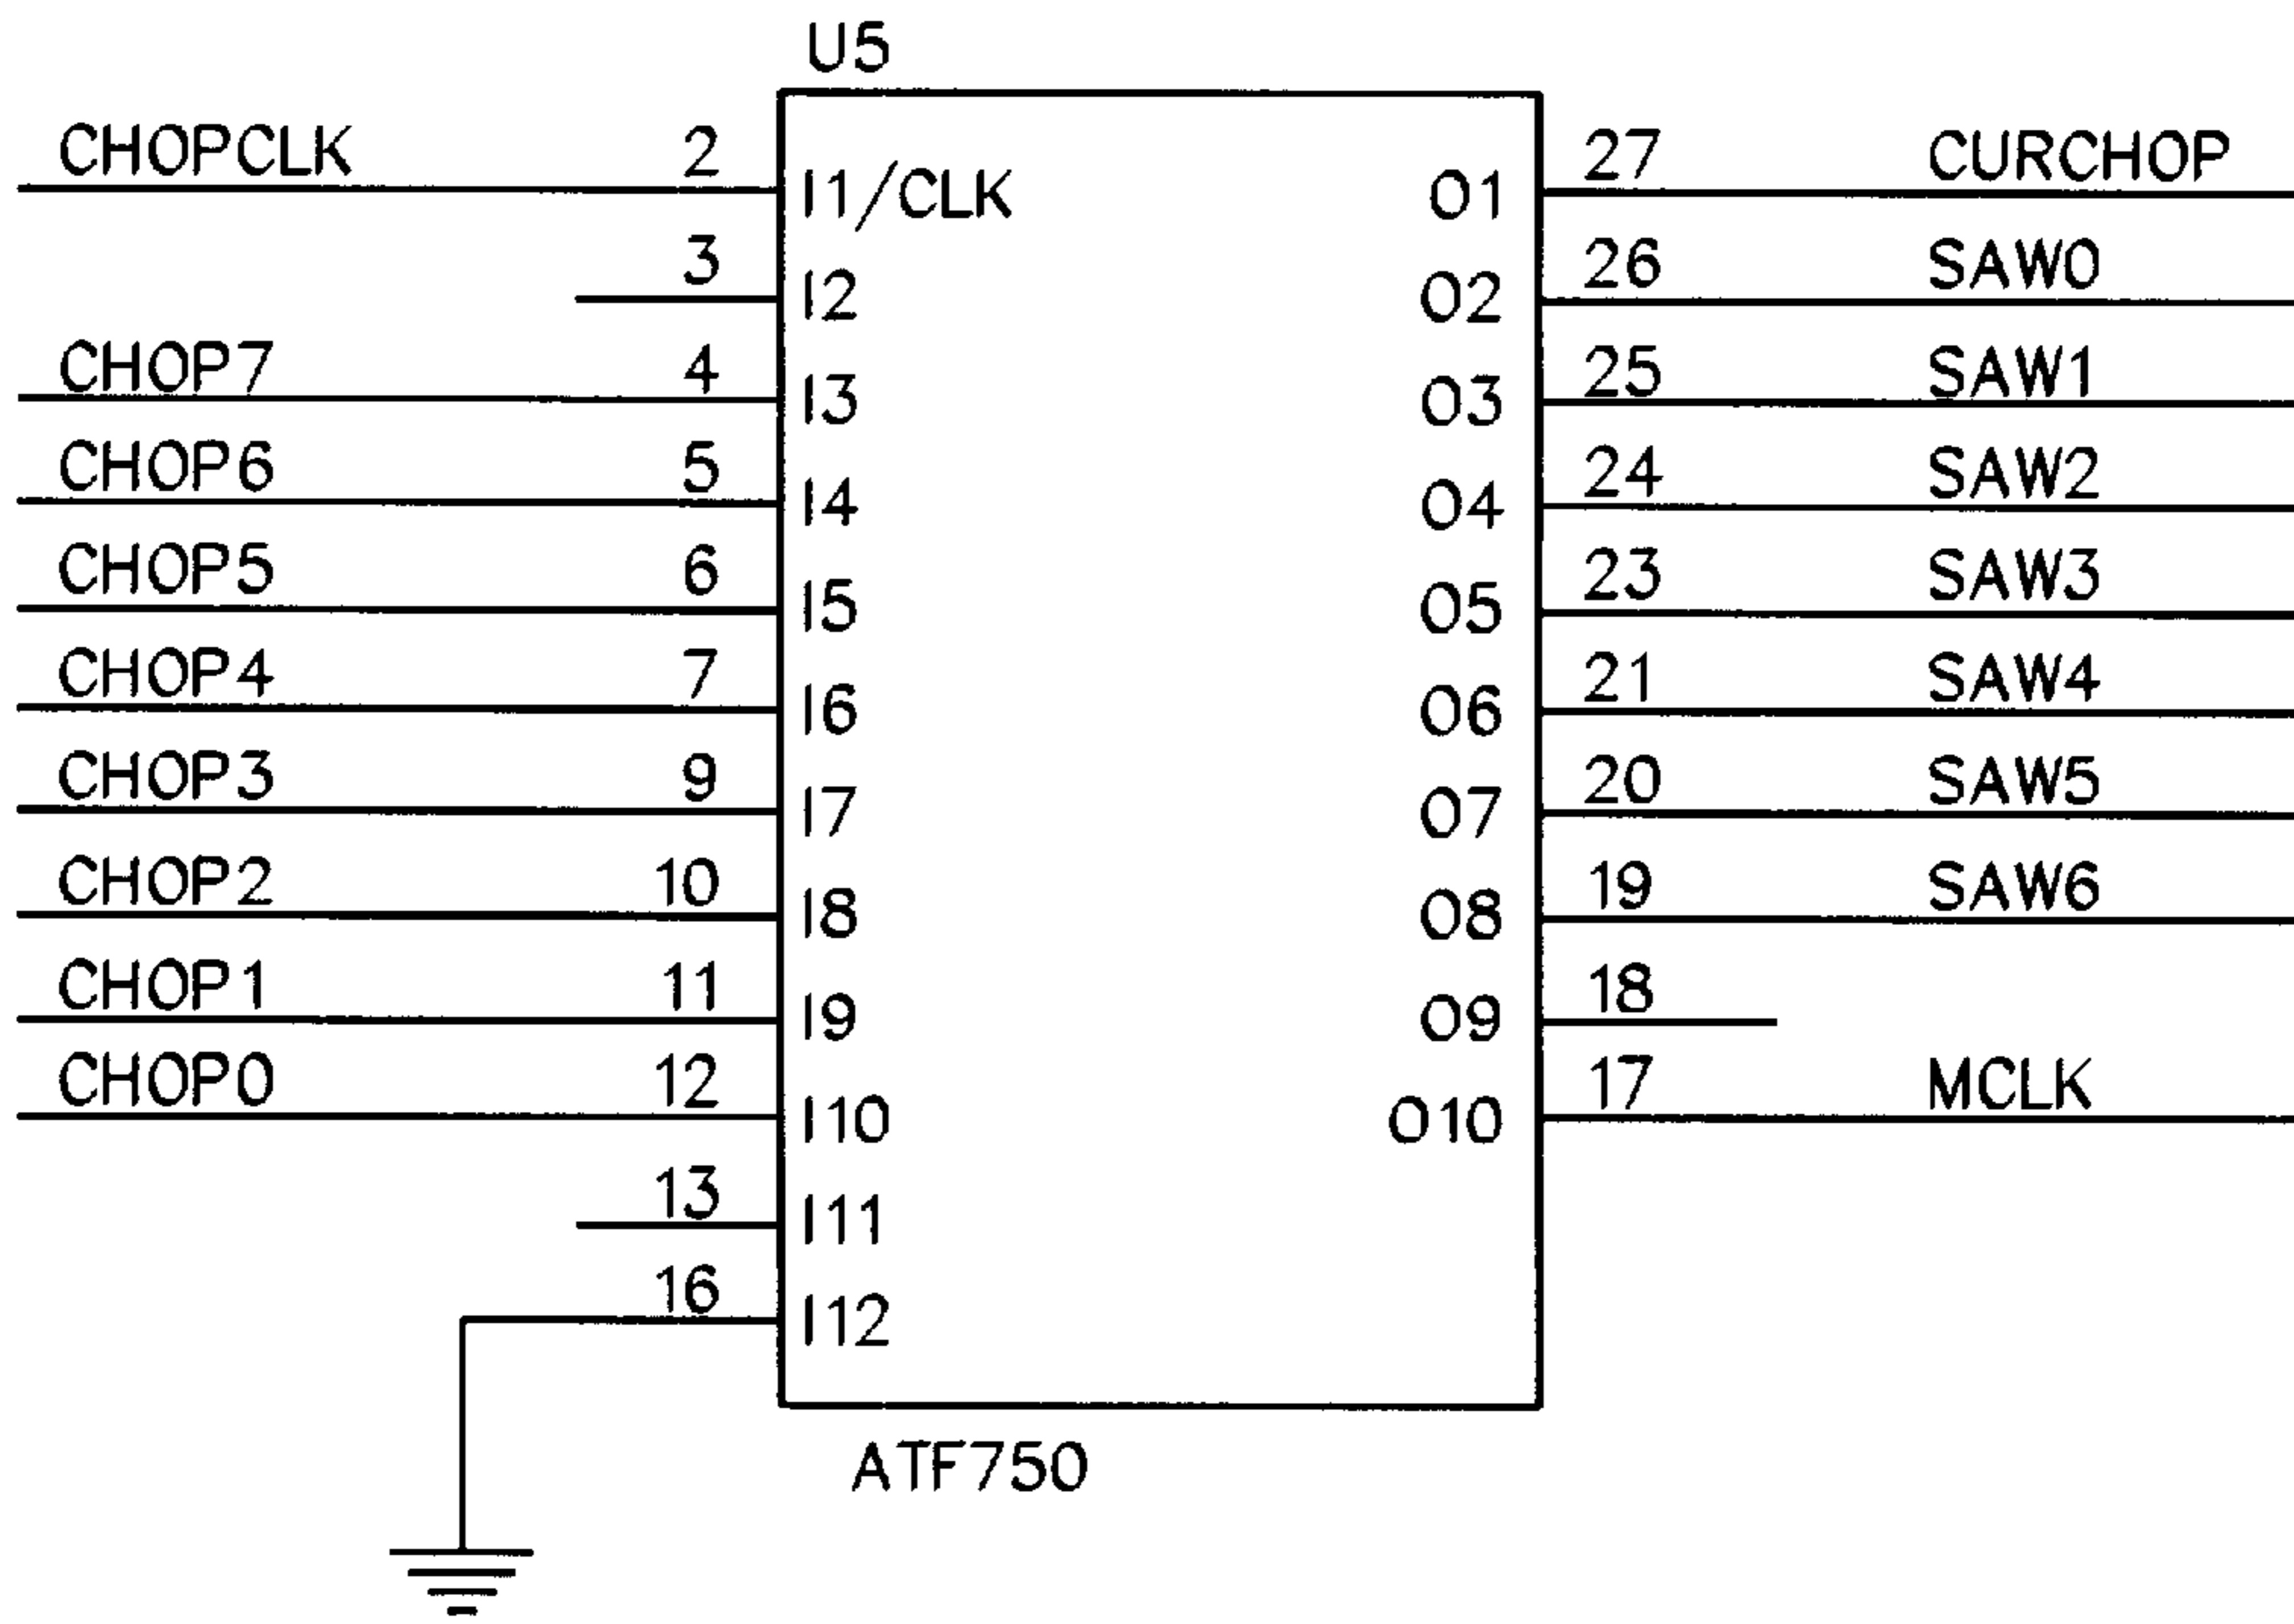 U5
CHOPCLK 2 I1/CLK O1 27 CURCHOP
3 I2 O2 26 SAW0
CHOP7 4 I3 O3 25 SAW1
CHOP6 5 I4 O4 24 SAW2
CHOP5 6 I5 O5 23 SAW3
CHOP4 7 I6 O6 21 SAW4
CHOP3 9 I7 O7 20 SAW5
CHOP2 10 I8 O8 19 SAW6
CHOP1 11 I9 O9 18
CHOP0 12 I10 O10 17 MCLK
13 I11
16 I12
ATF750